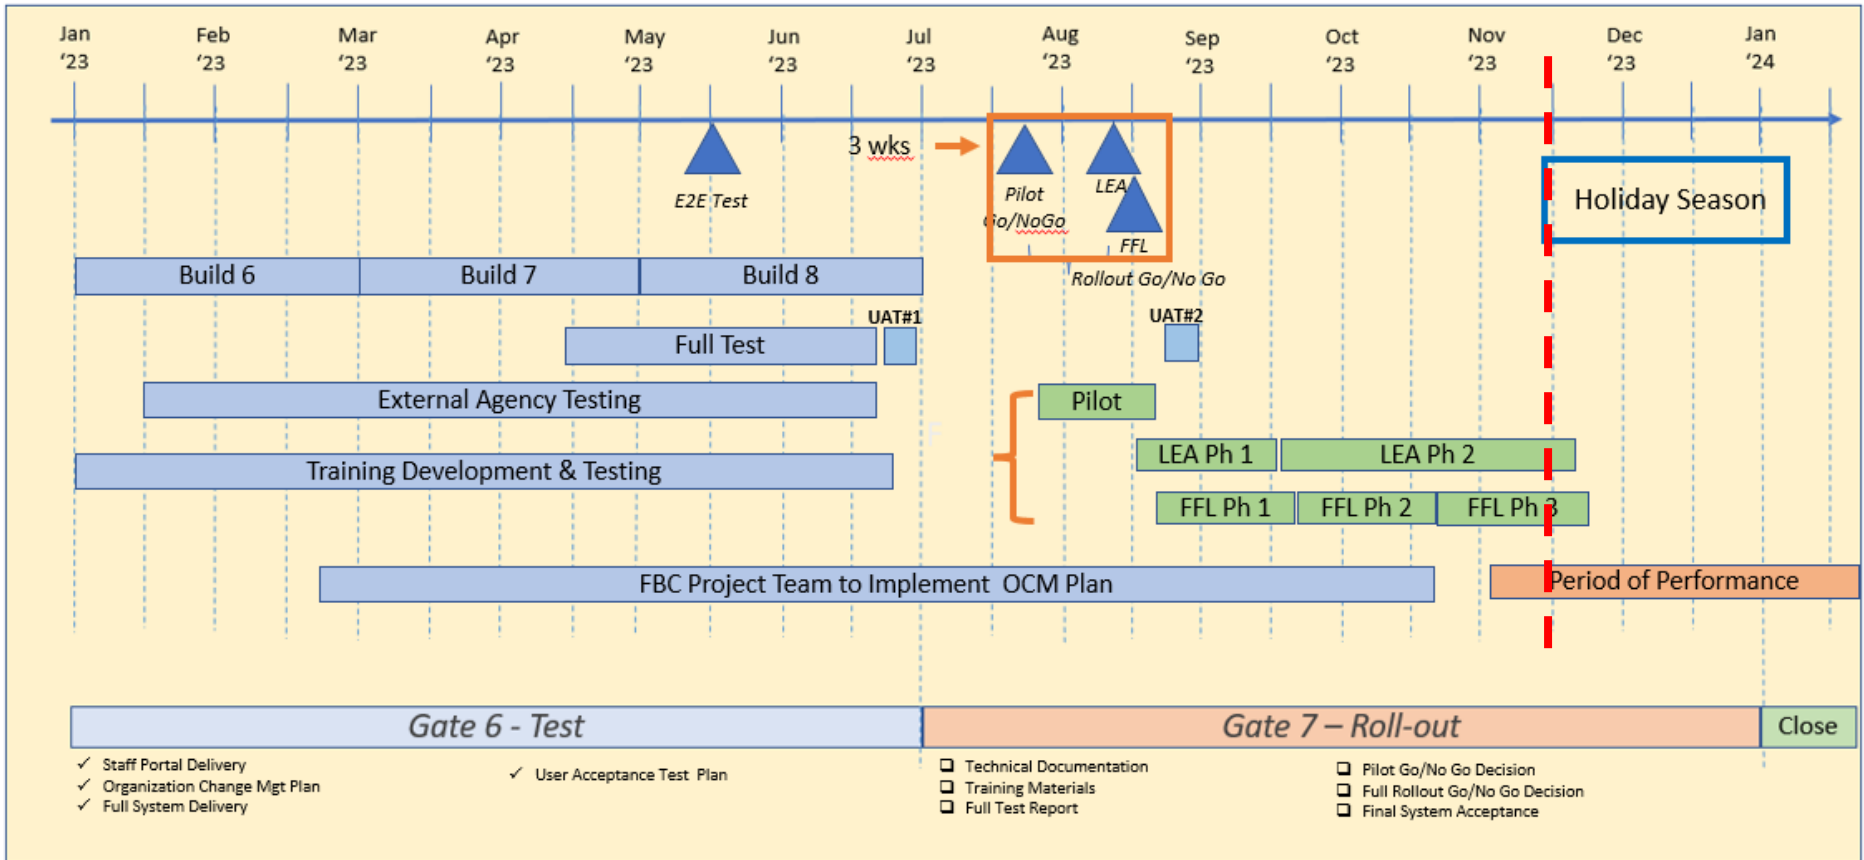 Jan Feb Mar Apr May Jun Jul Aug Sep Oct Nov Dec Jan
‘23 ‘23 ‘23 ‘23 ‘23 ‘23 ‘23 ‘23 ‘23 ‘23 ‘23 ‘23 ‘24
3 wks
E2E Test
Pilot
Go/NoGo
LEA
FFL
Rollout Go/No Go
Holiday Season
Build 6 Build 7 Build 8
UAT#1
UAT#2
Full Test
External Agency Testing
Pilot
F
LEA Ph 1 LEA Ph 2
Training Development & Testing
FFL Ph 1 FFL Ph 2 FFL Ph 3
FBC Project Team to Implement OCM Plan
Period of Performance
Gate 6 - Test
Gate 7 – Roll-out
Close
✓ Staff Portal Delivery
✓ Organization Change Mgt Plan
✓ Full System Delivery
✓ User Acceptance Test Plan
❑ Technical Documentation
❑ Training Materials
❑ Full Test Report
❑ Pilot Go/No Go Decision
❑ Full Rollout Go/No Go Decision
❑ Final System Acceptance